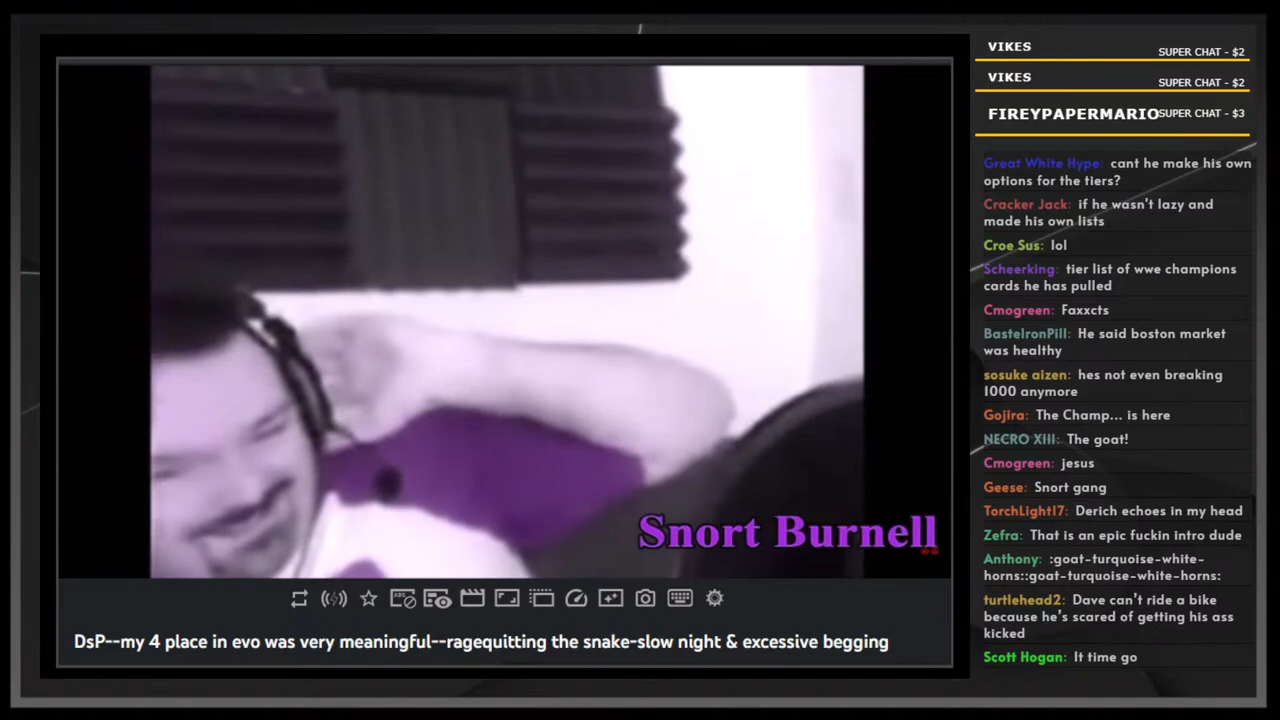 VIKES
SUPER CHAT - $2
VIKES
SUPER CHAT - $2
FIREYPAPERMARIO
SUPER CHAT - $3
Great White Hype: cant he make his own
options for the tiers?
Cracker Jack: if he wasn't lazy and
made his own lists
Croe Sus: lol
Scheerking: tier list of wwe champions
cards he has pulled
Cmogreen: Faxxcts
BasteIronPill: He said boston market
was healthy
sosuke aizen: hes not even breaking
1000 anymore
Gojira: The Champ... is here
NECRO XIII: The goat!
Cmogreen: jesus
Geese: Snort gang
TorchLight17: Derich echoes in my head
Zefra: That is an epic fuckin intro dude
Anthony: :goat-turquoise-white-
horns::goat-turquoise-white-horns:
turtlehead2: Dave can't ride a bike
because he's scared of getting his ass
kicked
Scott Hogan: It time go
Snort Burnell
DsP--my 4 place in evo was very meaningful--ragequitting the snake-slow night & excessive begging